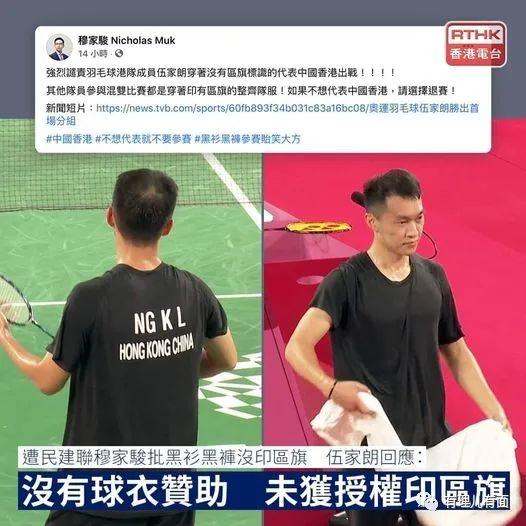 RTHK
香港電台
穆家駿 Nicholas Muk
14 小時 ·
強烈譴責羽毛球港隊成員伍家朗穿著沒有區旗標識的代表中國香港出戰！！！！
其他隊員參與混雙比賽都是穿著印有區旗的整齊隊服！如果不想代表中國香港，請選擇退賽！
新聞短片：https://news.tvb.com/sports/60fb893f34b031c83a16bc08/奧運羽毛球伍家朗勝出首
場分組
#中國香港 #不想代表就不要參賽 #黑衫黑褲參賽貽笑大方
NG K L
HONG KONG CHINA
遭民建聯穆家駿批黑衫黑褲沒印區旗 伍家朗回應：
沒有球衣贊助 未獲授權印區旗
有理儿有面